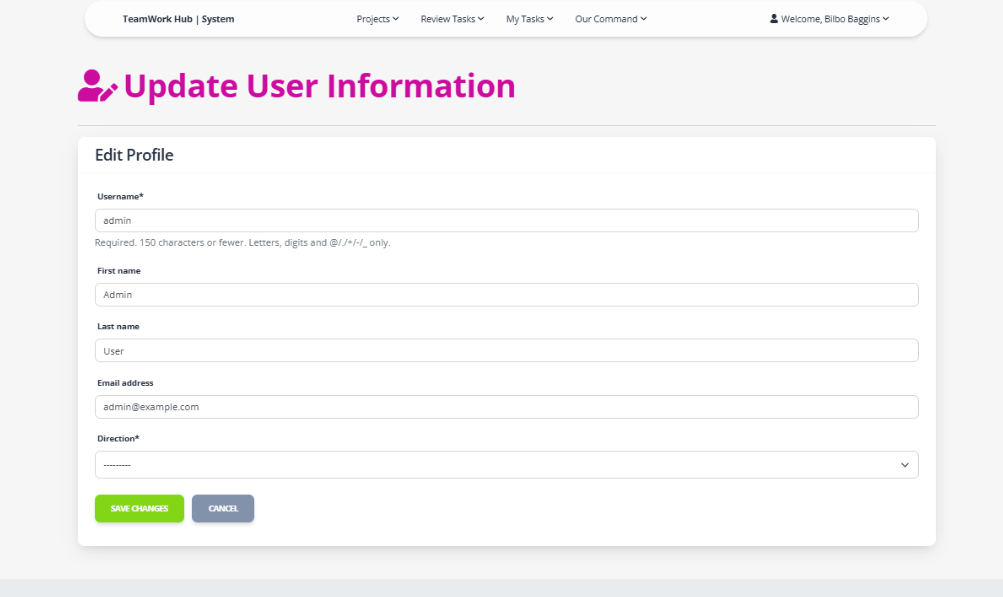 TeamWork Hub | System Projects Review Tasks My Tasks Our Command Welcome, Bilbo Baggins
Update User Information
Edit Profile
Username*
admin
Required. 150 characters or fewer. Letters, digits and @/./+/-/_ only.
First name
Admin
Last name
User
Email address
admin@example.com
Direction*
---------
SAVE CHANGES CANCEL